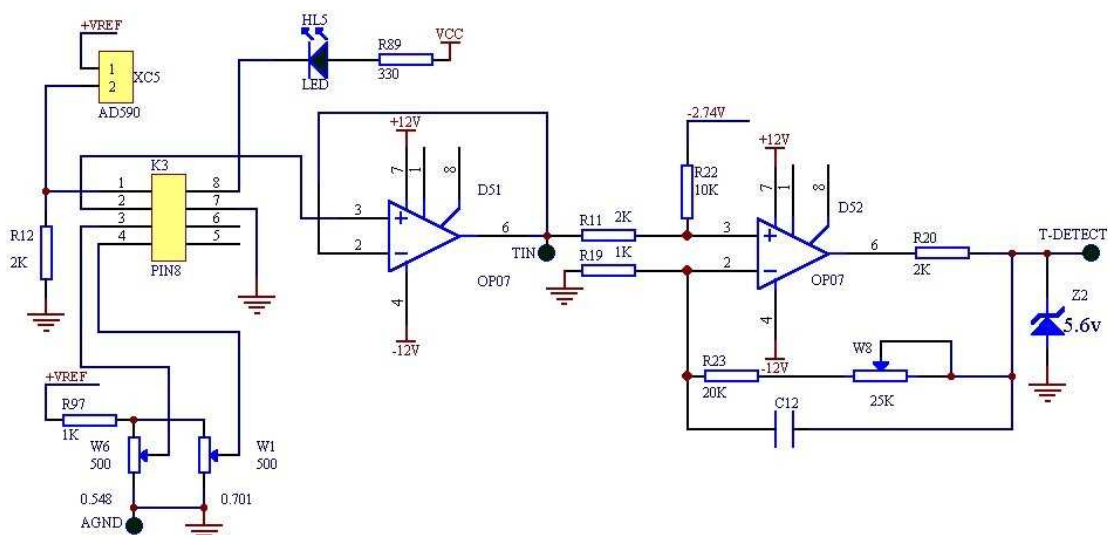 HL5
+VREF
VCC
R89
1
XC5
2
330
LED
AD590
+12V
-2.74V
K3
+12V
1 8
2 7
3 6
4 5
PIN8
R12
2K
7 1 8
D51
3
2
6
4
TIN
OP07
-12V
R22
10K
R11 2K
R19 1K
7 1 8
D52
3
2
6
4
OP07
-12V
R20
2K
T-DETECT
Z2
5.6v
R23
20K
W8
25K
C12
+VREF
R97
1K
W6
500
W1
500
0.548
0.701
AGND